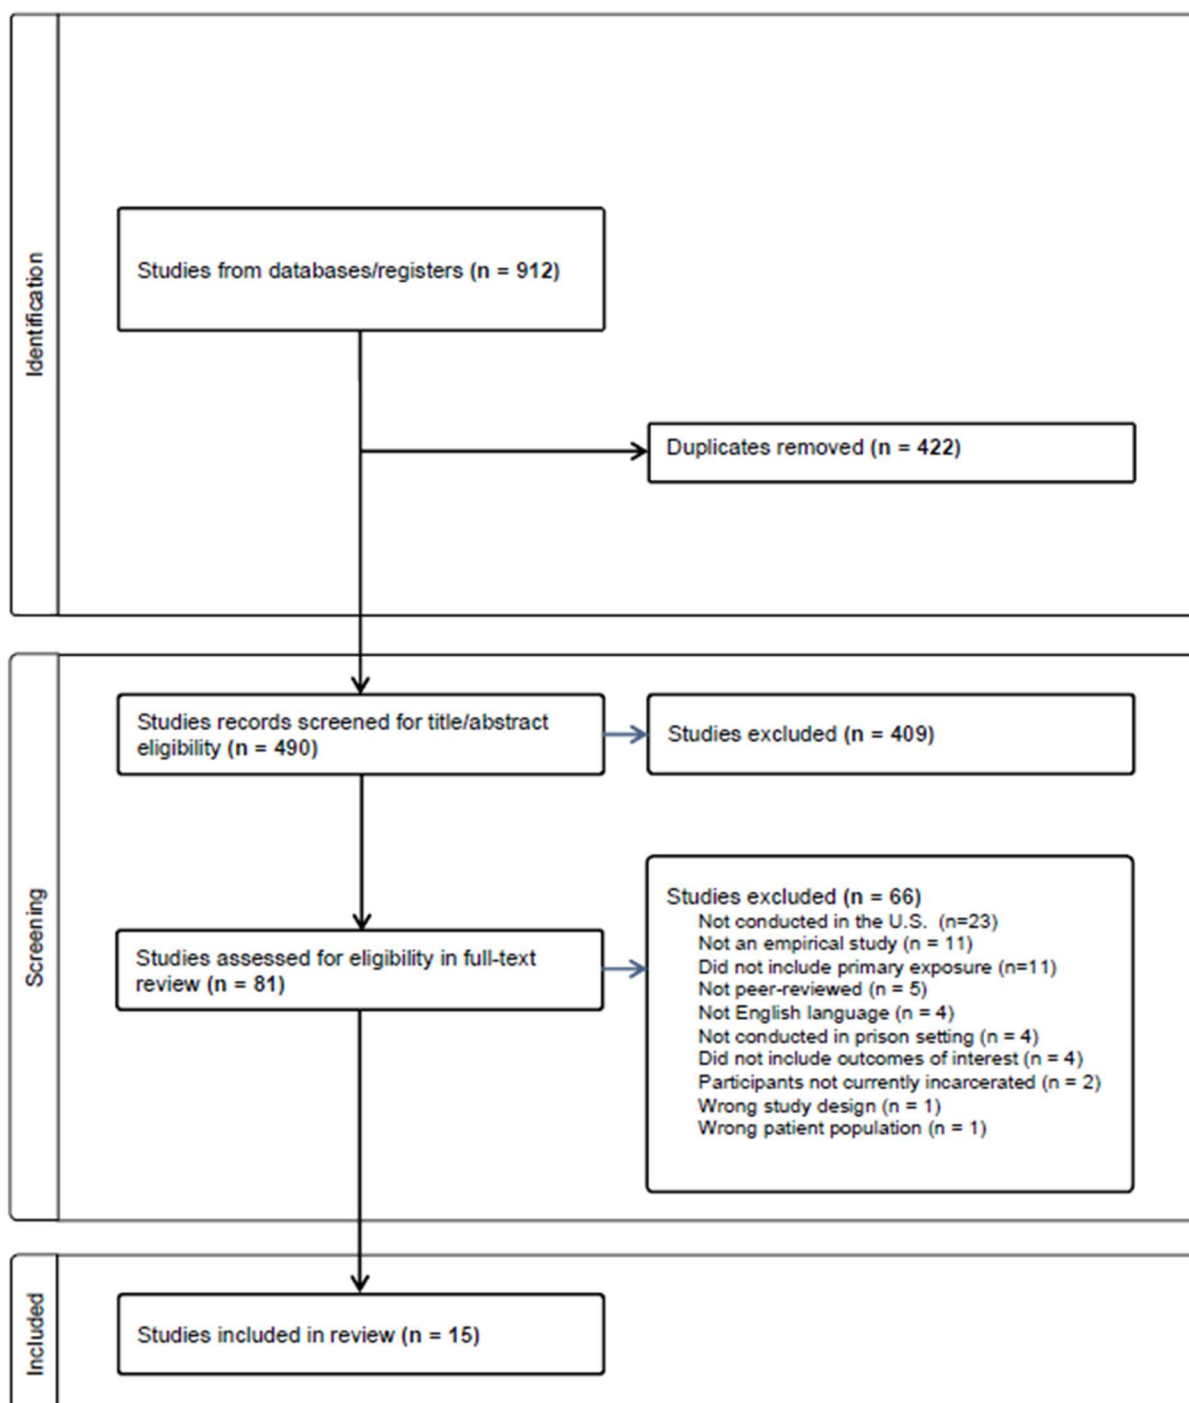 Identification
Studies from databases/registers (n = 912)
Duplicates removed (n = 422)
Screening
Studies records screened for title/abstract
eligibility (n = 490)
Studies excluded (n = 409)
Studies assessed for eligibility in full-text
review (n = 81)
Studies excluded (n = 66)
Not conducted in the U.S. (n=23)
Not an empirical study (n = 11)
Did not include primary exposure (n=11)
Not peer-reviewed (n = 5)
Not English language (n = 4)
Not conducted in prison setting (n = 4)
Did not include outcomes of interest (n = 4)
Participants not currently incarcerated (n = 2)
Wrong study design (n = 1)
Wrong patient population (n = 1)
Included
Studies included in review (n = 15)